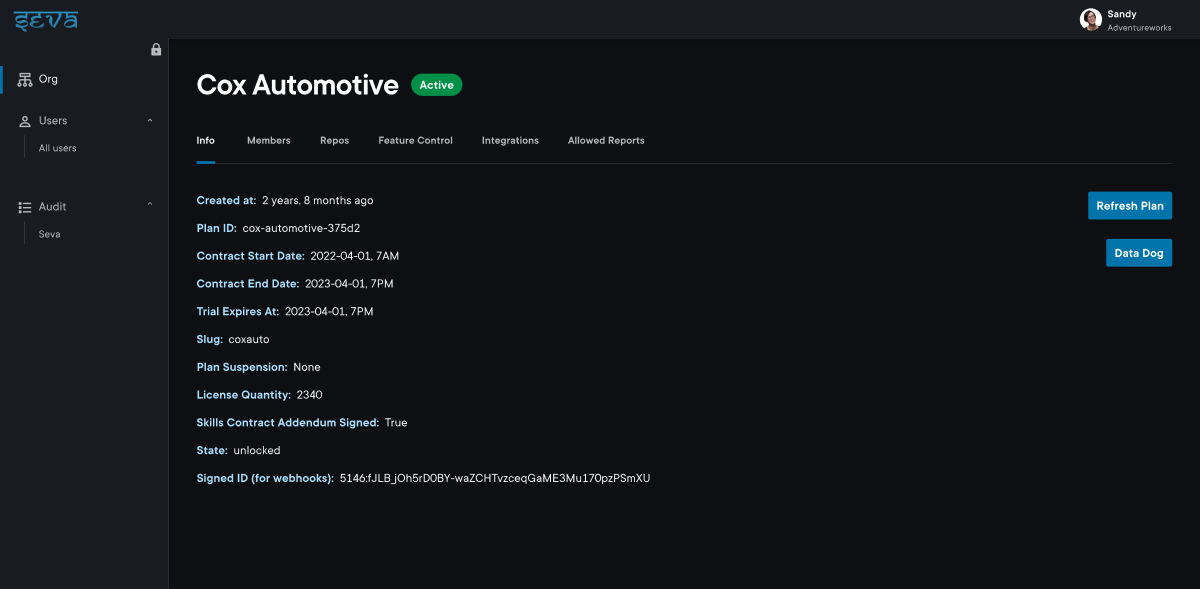 seva
Sandy
Adventureworks
Org
Users
All users
Audit
Seva
Cox Automotive Active
Info Members Repos Feature Control Integrations Allowed Reports
Created at: 2 years, 8 months ago
Plan ID: cox-automotive-375d2
Contract Start Date: 2022-04-01, 7AM
Contract End Date: 2023-04-01, 7PM
Trial Expires At: 2023-04-01, 7PM
Slug: coxauto
Plan Suspension: None
License Quantity: 2340
Skills Contract Addendum Signed: True
State: unlocked
Signed ID (for webhooks): 5146:fJLB_jOh5rD0BY-waZCHTvzceqGaME3Mu170pzPSmXU
Refresh Plan
Data Dog